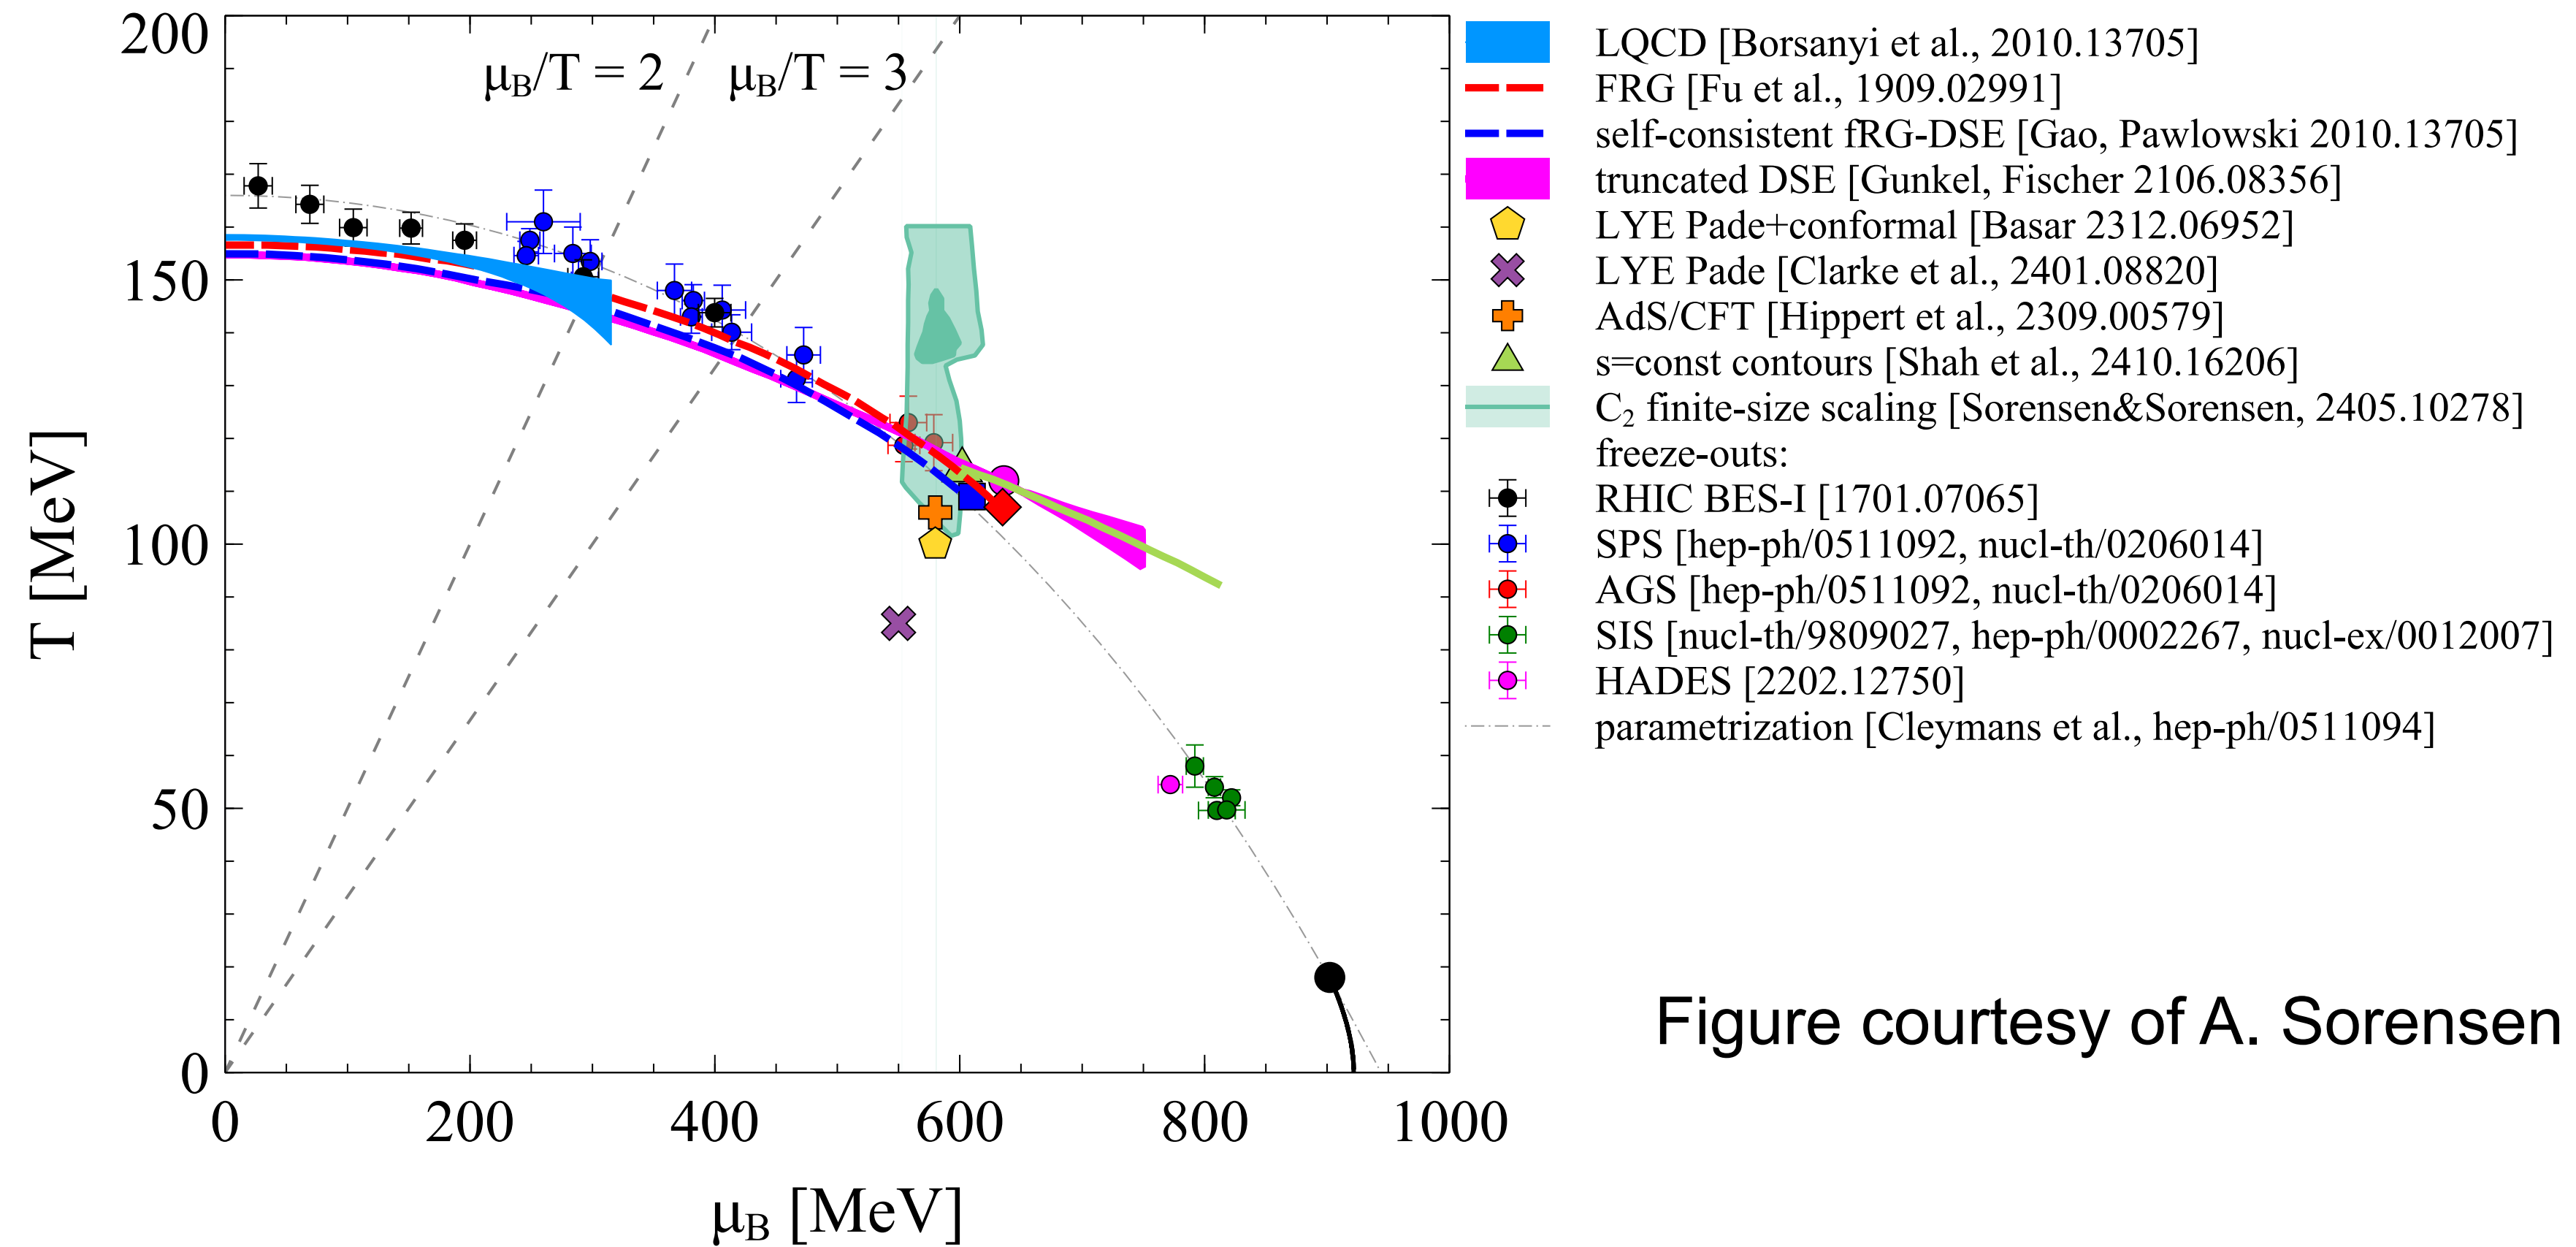 200
150
100
50
0
0
200
400
600
800
1000
T [MeV]
μB [MeV]
μB/T = 2
μB/T = 3
LQCD [Borsanyi et al., 2010.13705]
FRG [Fu et al., 1909.02991]
self-consistent fRG-DSE [Gao, Pawlowski 2010.13705]
truncated DSE [Gunkel, Fischer 2106.08356]
LYE Pade+conformal [Basar 2312.06952]
LYE Pade [Clarke et al., 2401.08820]
AdS/CFT [Hippert et al., 2309.00579]
s=const contours [Shah et al., 2410.16206]
C₂ finite-size scaling [Sorensen&Sorensen, 2405.10278]
freeze-outs:
RHIC BES-I [1701.07065]
SPS [hep-ph/0511092, nucl-th/0206014]
AGS [hep-ph/0511092, nucl-th/0206014]
SIS [nucl-th/9809027, hep-ph/0002267, nucl-ex/0012007]
HADES [2202.12750]
parametrization [Cleymans et al., hep-ph/0511094]
Figure courtesy of A. Sorensen